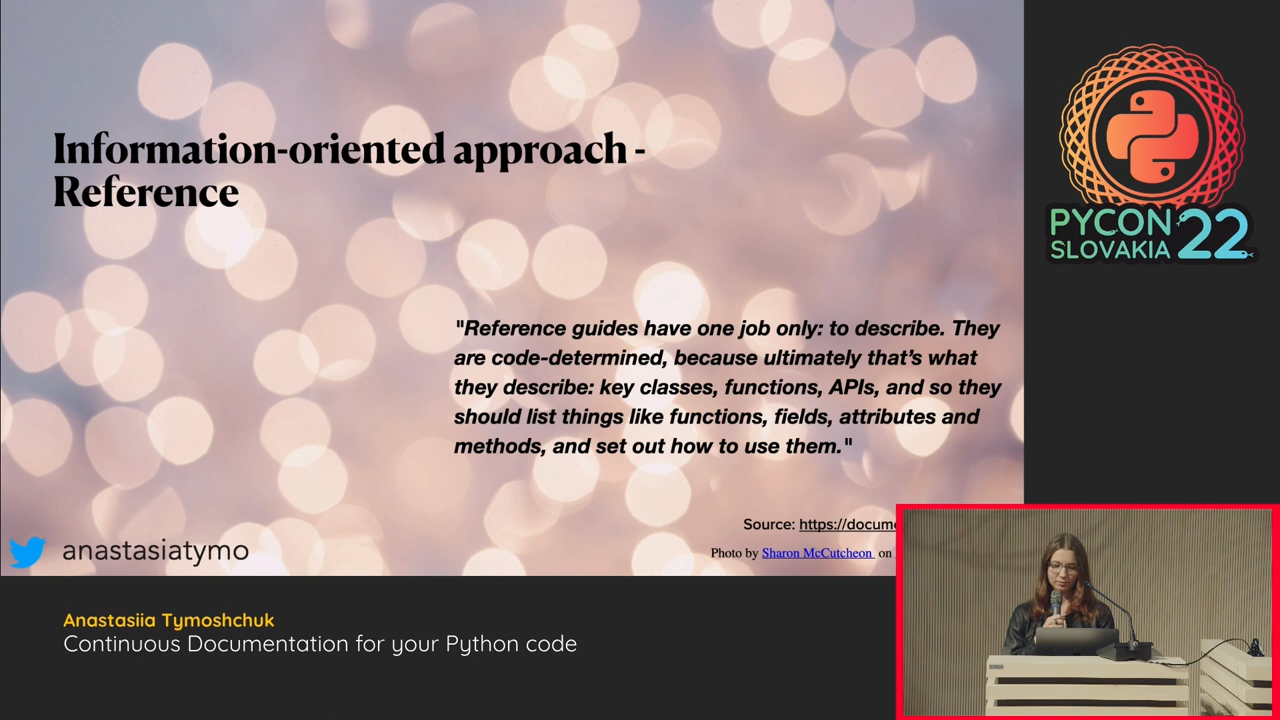 Information-oriented approach -
Reference
"Reference guides have one job only: to describe. They
are code-determined, because ultimately that's what
they describe: key classes, functions, APIs, and so they
should list things like functions, fields, attributes and
methods, and set out how to use them."
Source: https://docume
Photo by Sharon McCutcheon on
anastasiatymo
PYCON
SLOVAKIA 22
Anastasiia Tymoshchuk
Continuous Documentation for your Python code